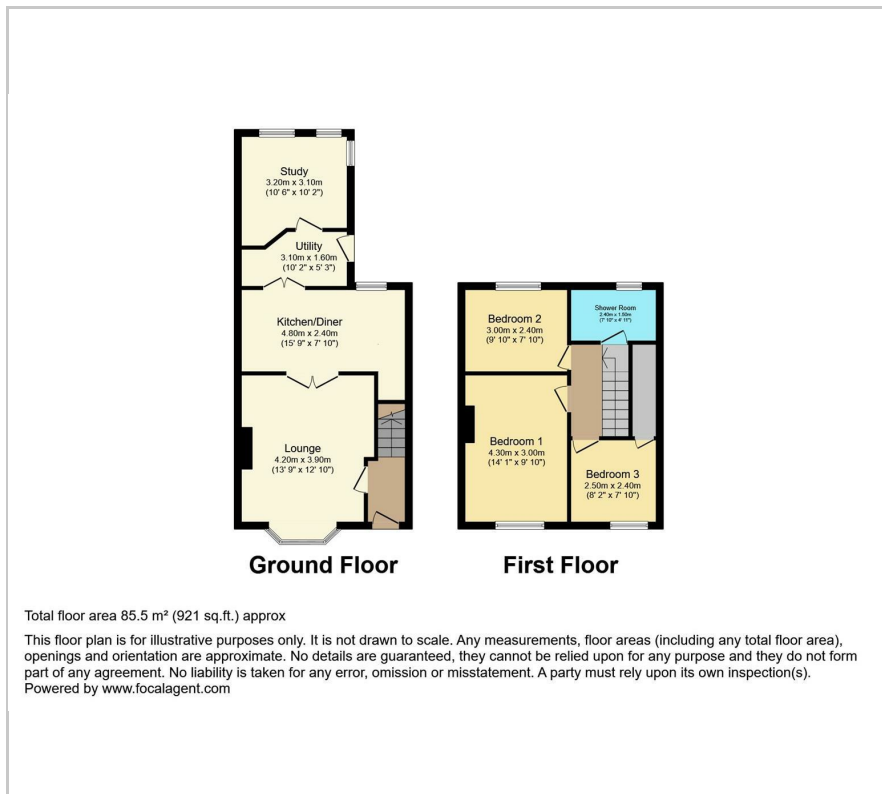 Study
3.20m x 3.10m
(10' 6" x 10' 2")
Utility
3.10m x 1.60m
(10' 2" x 5' 3")
Kitchen/Diner
4.80m x 2.40m
(15' 9" x 7' 10")
Lounge
4.20m x 3.90m
(13' 9" x 12' 10")
Ground Floor
Bedroom 2
3.00m x 2.40m
(9' 10" x 7' 10")
Shower Room
2.40m x 1.50m
(7' 10" x 4' 11")
Bedroom 1
4.30m x 3.00m
(14' 1" x 9' 10")
Bedroom 3
2.50m x 2.40m
(8' 2" x 7' 10")
First Floor
Total floor area 85.5 m² (921 sq.ft.) approx
This floor plan is for illustrative purposes only. It is not drawn to scale. Any measurements, floor areas (including any total floor area),
openings and orientation are approximate. No details are guaranteed, they cannot be relied upon for any purpose and they do not form
part of any agreement. No liability is taken for any error, omission or misstatement. A party must rely upon its own inspection(s).
Powered by www.focalagent.com